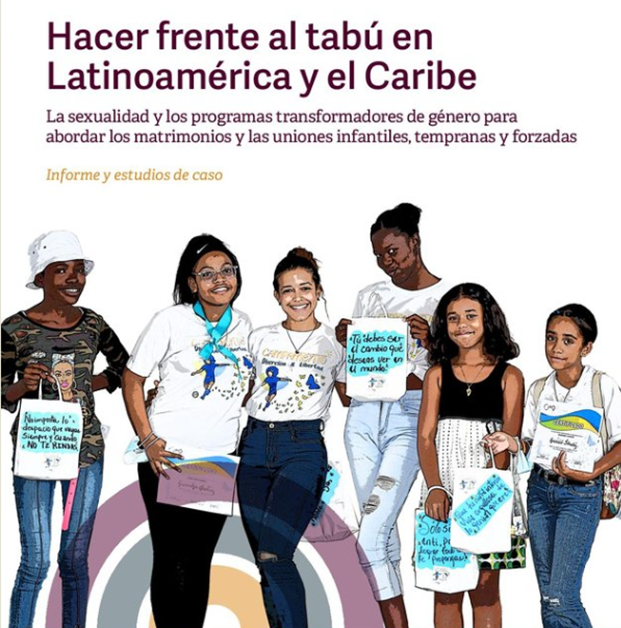 Hacer frente al tabú en
Latinoamérica y el Caribe
La sexualidad y los programas transformadores de género para
abordar los matrimonios y las uniones infantiles, tempranas y forzadas
Informe y estudios de caso
Tú debes ser
el cambio que
deseas ver en
el mundo
No importa lo
despacio que vayas
siempre y cuando
NO TE RINDAS